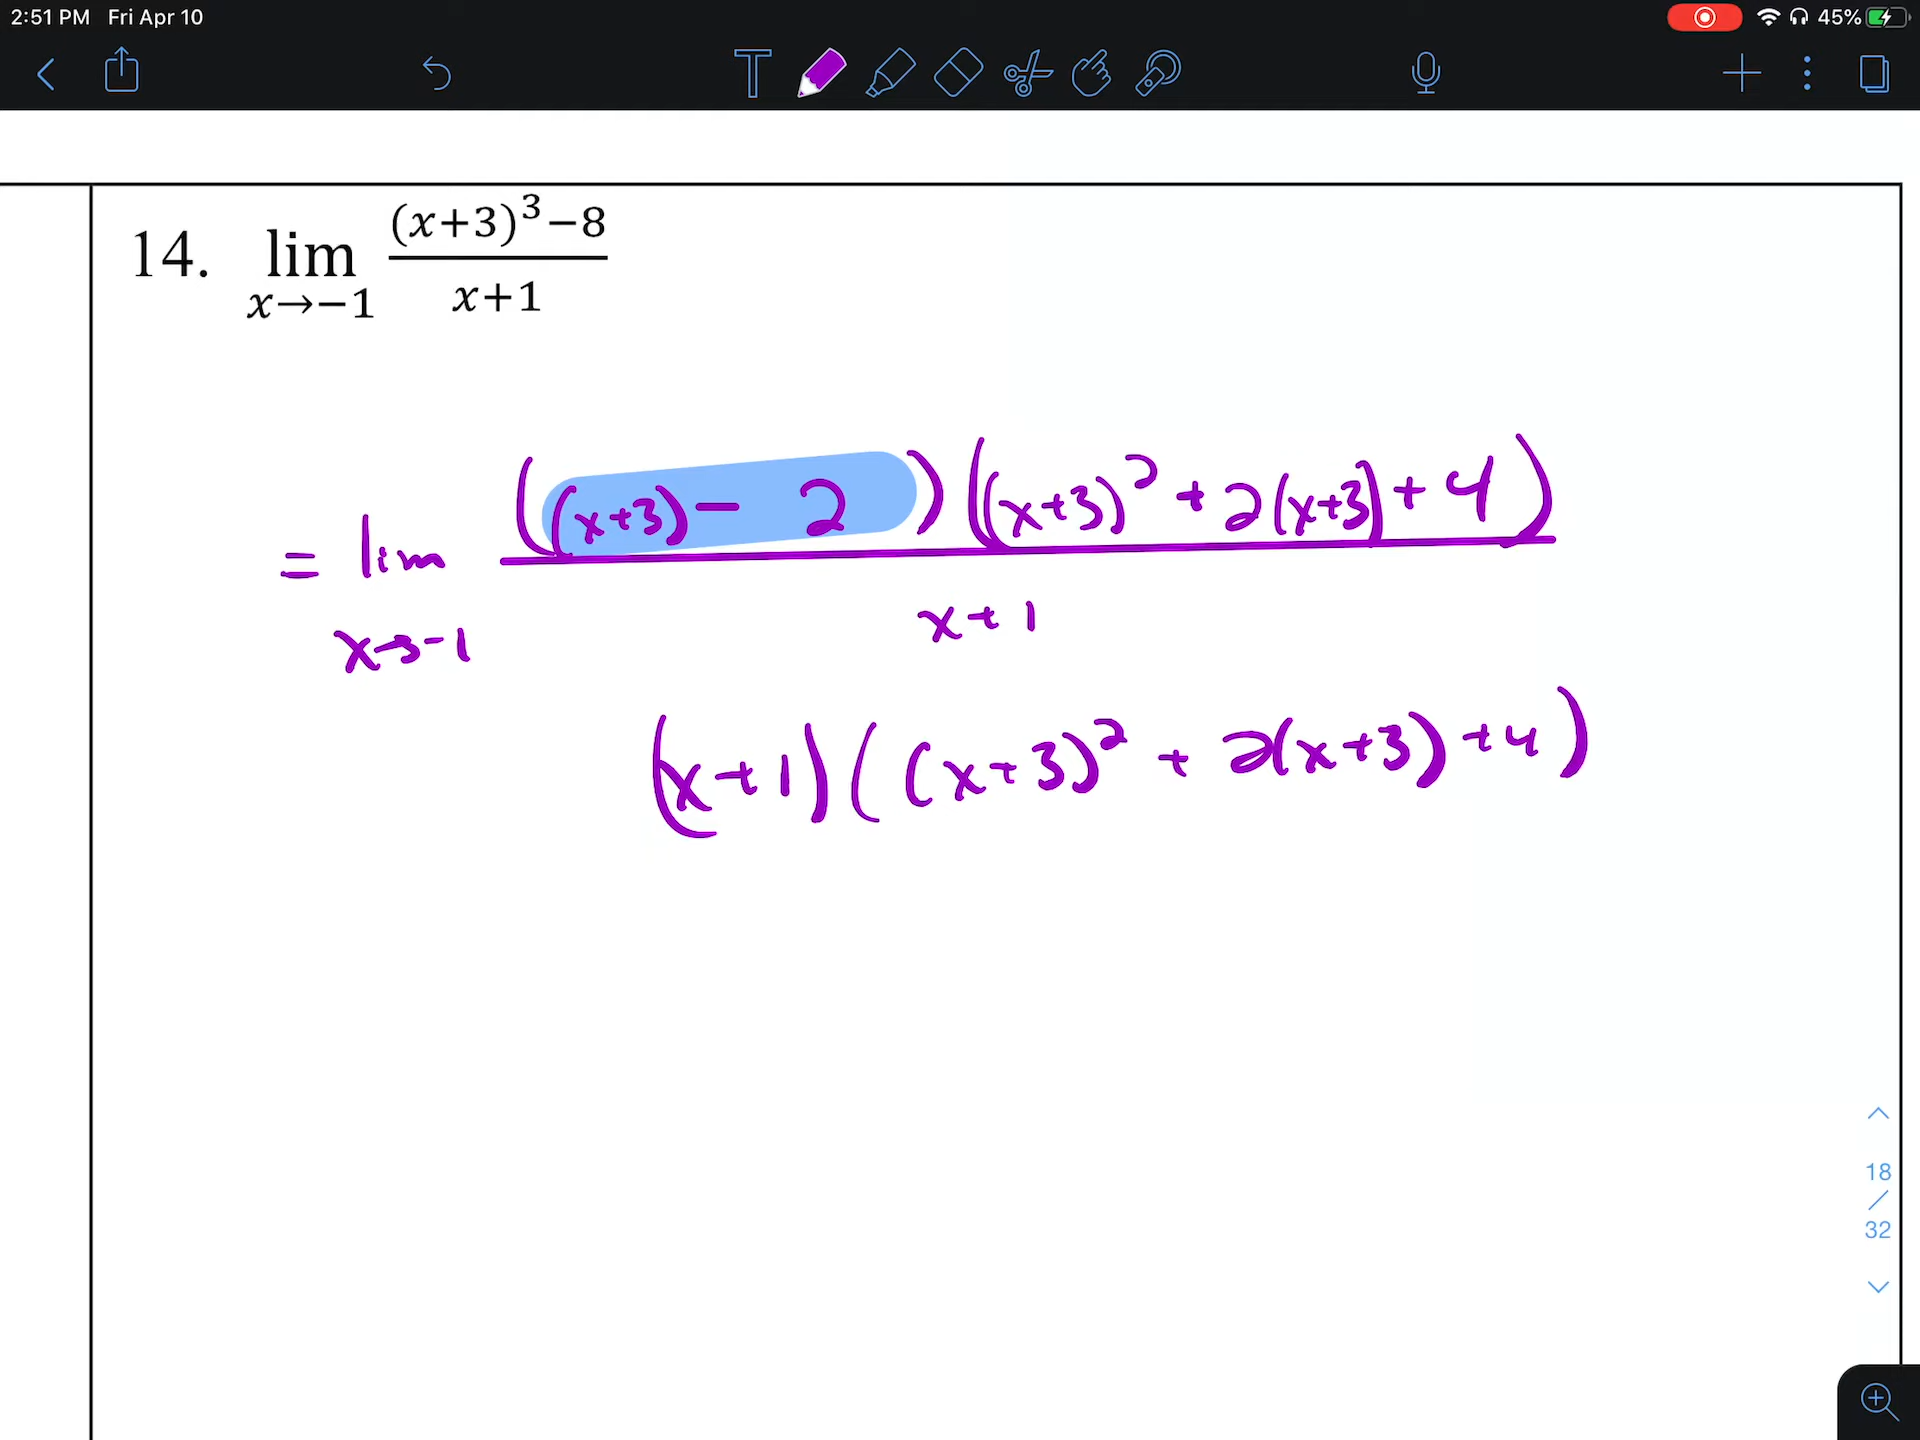 2:51 PM Fri Apr 10 45%
T
14. lim x→−1 (x+3)³−8 / x+1
= lim x→-1 ((x+3) - 2)((x+3)² + 2(x+3) + 4) / x+1
(x+1)((x+3)² + 2(x+3) +4)
18
/
32